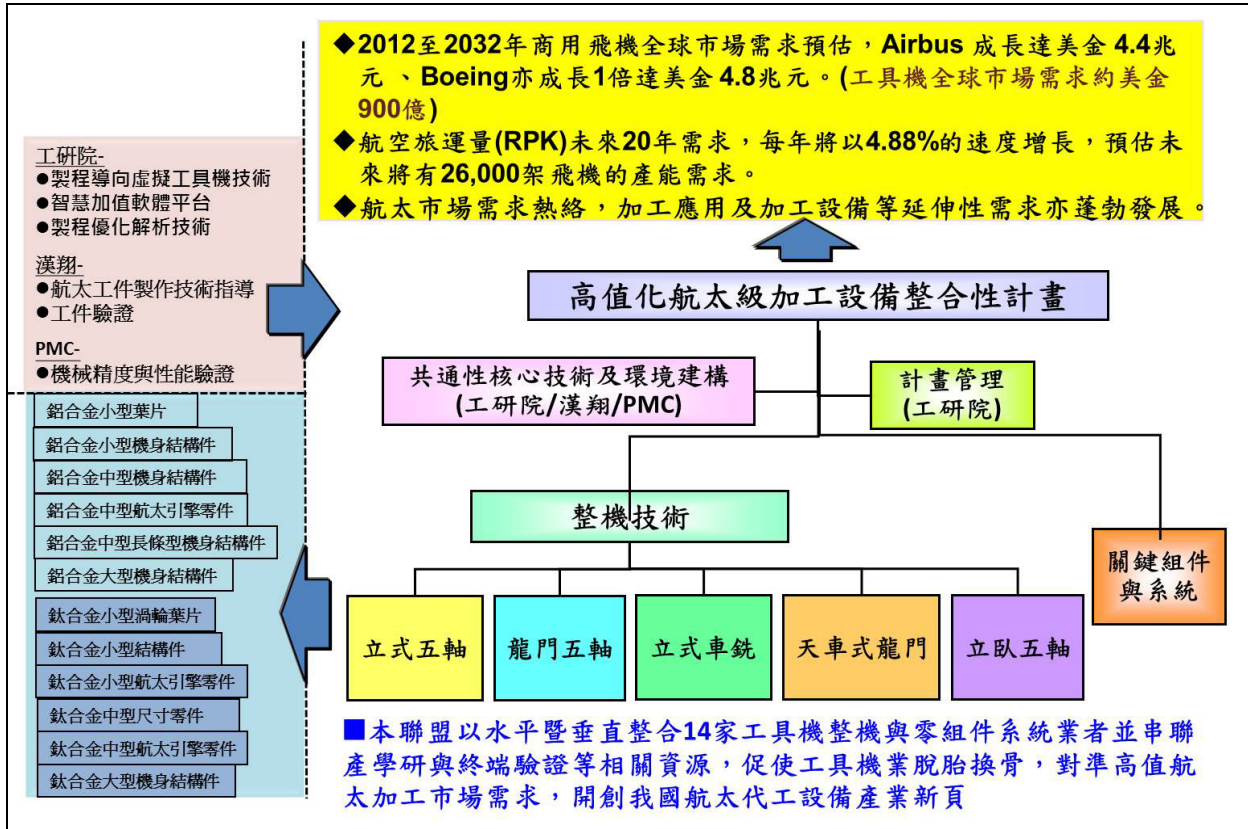 ◆2012至2032年商用飛機全球市場需求預估，Airbus 成長達美金 4.4兆
元 、Boeing亦成長1倍達美金 4.8兆元。(工具機全球市場需求約美金
900億)
◆航空旅運量(RPK)未來20年需求，每年將以4.88%的速度增長，預估未
來將有26,000架飛機的產能需求。
◆航太市場需求熱絡，加工應用及加工設備等延伸性需求亦蓬勃發展。
工研院-
●製程導向虛擬工具機技術
●智慧加值軟體平台
●製程優化解析技術
漢翔-
●航太工件製作技術指導
●工件驗證
PMC-
●機械精度與性能驗證
高值化航太級加工設備整合性計畫
共通性核心技術及環境建構
(工研院/漢翔/PMC)
計畫管理
(工研院)
整機技術
關鍵組件
與系統
立式五軸
龍門五軸
立式車銑
天車式龍門
立臥五軸
鋁合金小型葉片
鋁合金小型機身結構件
鋁合金中型機身結構件
鋁合金中型航太引擎零件
鋁合金中型長條型機身結構件
鋁合金大型機身結構件
鈦合金小型渦輪葉片
鈦合金小型結構件
鈦合金小型航太引擎零件
鈦合金中型尺寸零件
鈦合金中型航太引擎零件
鈦合金大型機身結構件
■本聯盟以水平暨垂直整合14家工具機整機與零組件系統業者並串聯
產學研與終端驗證等相關資源，促使工具機業脫胎換骨，對準高值航
太加工市場需求，開創我國航太代工設備產業新頁